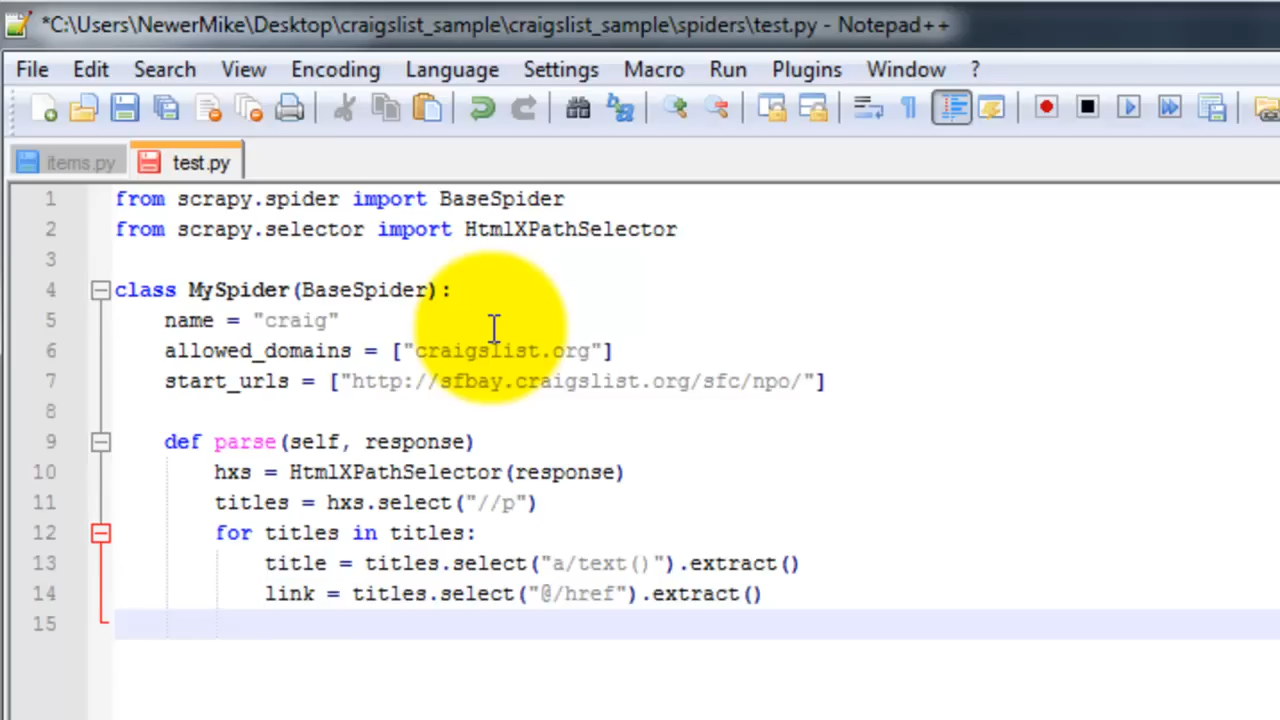 *C:\Users\NewerMike\Desktop\craigslist_sample\craigslist_sample\spiders\test.py - Notepad++
File Edit Search View Encoding Language Settings Macro Run Plugins Window ?
items.py test.py
1 from scrapy.spider import BaseSpider
2 from scrapy.selector import HtmlXPathSelector
3
4 class MySpider(BaseSpider):
5 name = "craig"
6 allowed_domains = ["craigslist.org"]
7 start_urls = ["http://sfbay.craigslist.org/sfc/npo/"]
8
9 def parse(self, response)
10 hxs = HtmlXPathSelector(response)
11 titles = hxs.select("//p")
12 for titles in titles:
13 title = titles.select("a/text()").extract()
14 link = titles.select("@/href").extract()
15